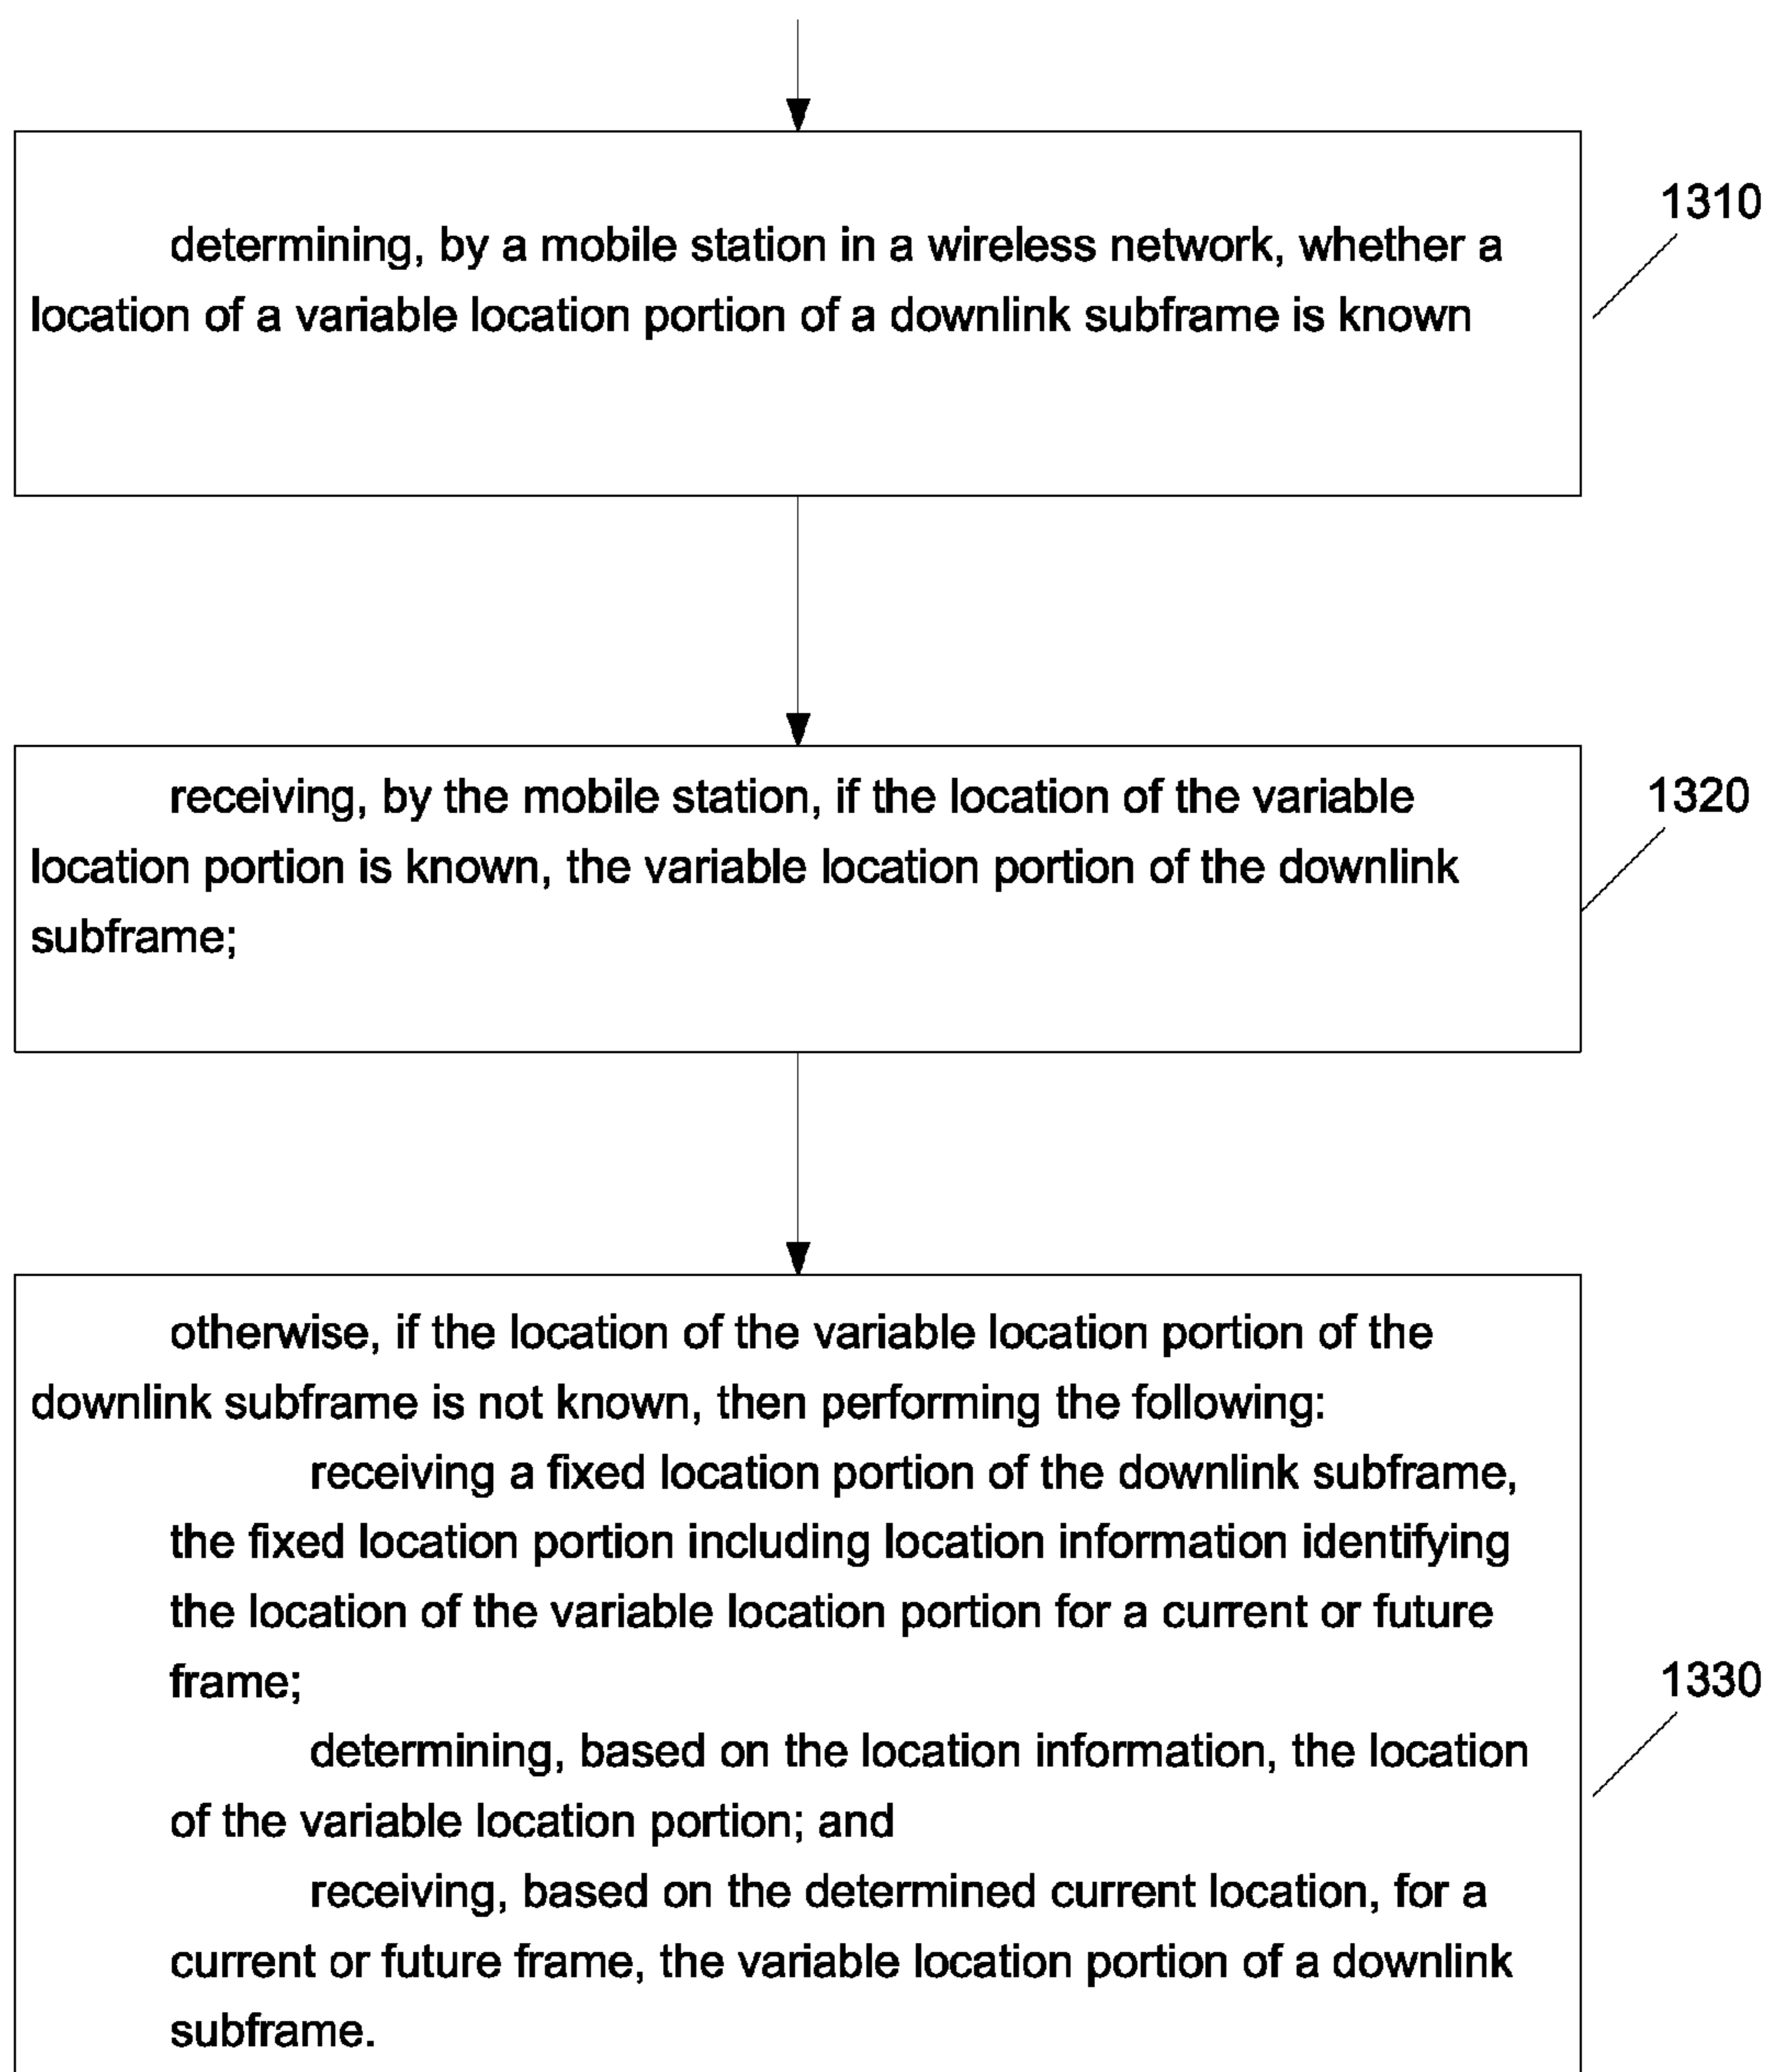 1310
determining, by a mobile station in a wireless network, whether a
location of a variable location portion of a downlink subframe is known
receiving, by the mobile station, if the location of the variable
location portion is known, the variable location portion of the downlink
subframe;
1320
otherwise, if the location of the variable location portion of the
downlink subframe is not known, then performing the following:
receiving a fixed location portion of the downlink subframe,
the fixed location portion including location information identifying
the location of the variable location portion for a current or future
frame;
1330
determining, based on the location information, the location
of the variable location portion; and
receiving, based on the determined current location, for a
current or future frame, the variable location portion of a downlink
subframe.